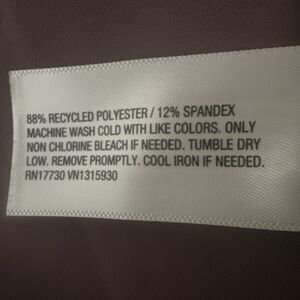 88% RECYCLED POLYESTER / 12% SPANDEX
MACHINE WASH COLD WITH LIKE COLORS. ONLY
NON CHLORINE BLEACH IF NEEDED. TUMBLE DRY
LOW. REMOVE PROMPTLY. COOL IRON IF NEEDED.
RN17730 VN1315930